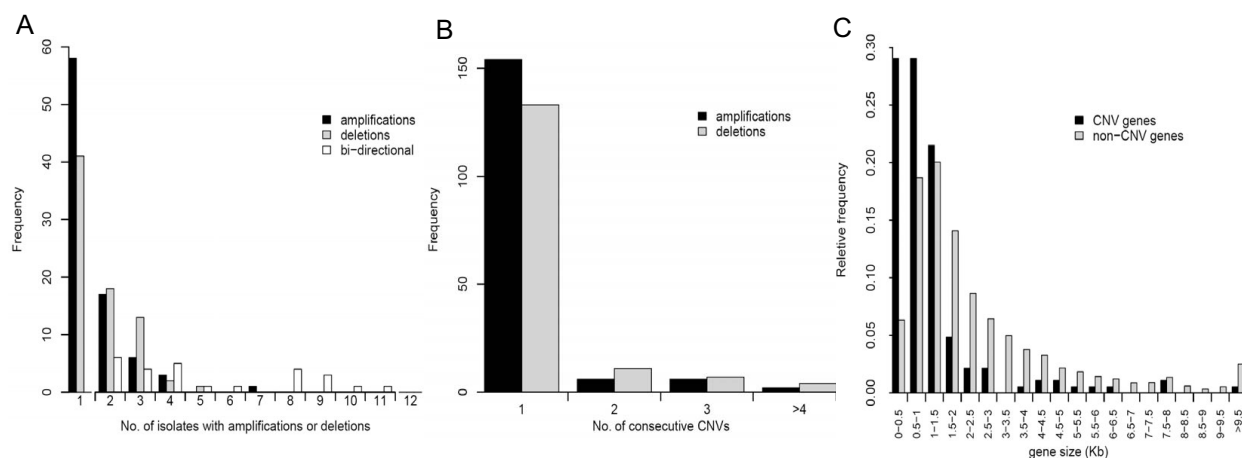 A
Frequency
0
10
20
30
40
50
60
amplifications
deletions
bi-directional
1 2 3 4 5 6 7 8 9 10 11 12
No. of isolates with amplifications or deletions
B
Frequency
0
50
100
150
amplifications
deletions
1 2 3 >4
No. of consecutive CNVs
C
Reletive frequency
0.00
0.05
0.10
0.15
0.20
0.25
0.30
CNV genes
non-CNV genes
0-0.5
0.5-1
1-1.5
1.5-2
2-2.5
2.5-3
3-3.5
3.5-4
4-4.5
4.5-5
5-5.5
5.5-6
6-6.5
6.5-7
7-7.5
7.5-8
8-8.5
8.5-9
9-9.5
>9.5
gene size (Kb)